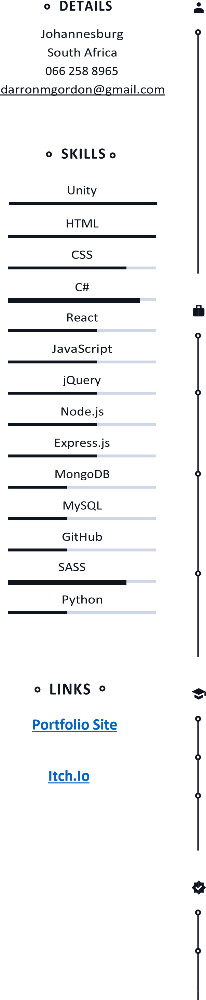 DETAILS
Johannesburg
South Africa
066 258 8965
darronmgordon@gmail.com
SKILLS
Unity
HTML
CSS
C#
React
JavaScript
jQuery
Node.js
Express.js
MongoDB
MySQL
GitHub
SASS
Python
LINKS
Portfolio Site
Itch.Io